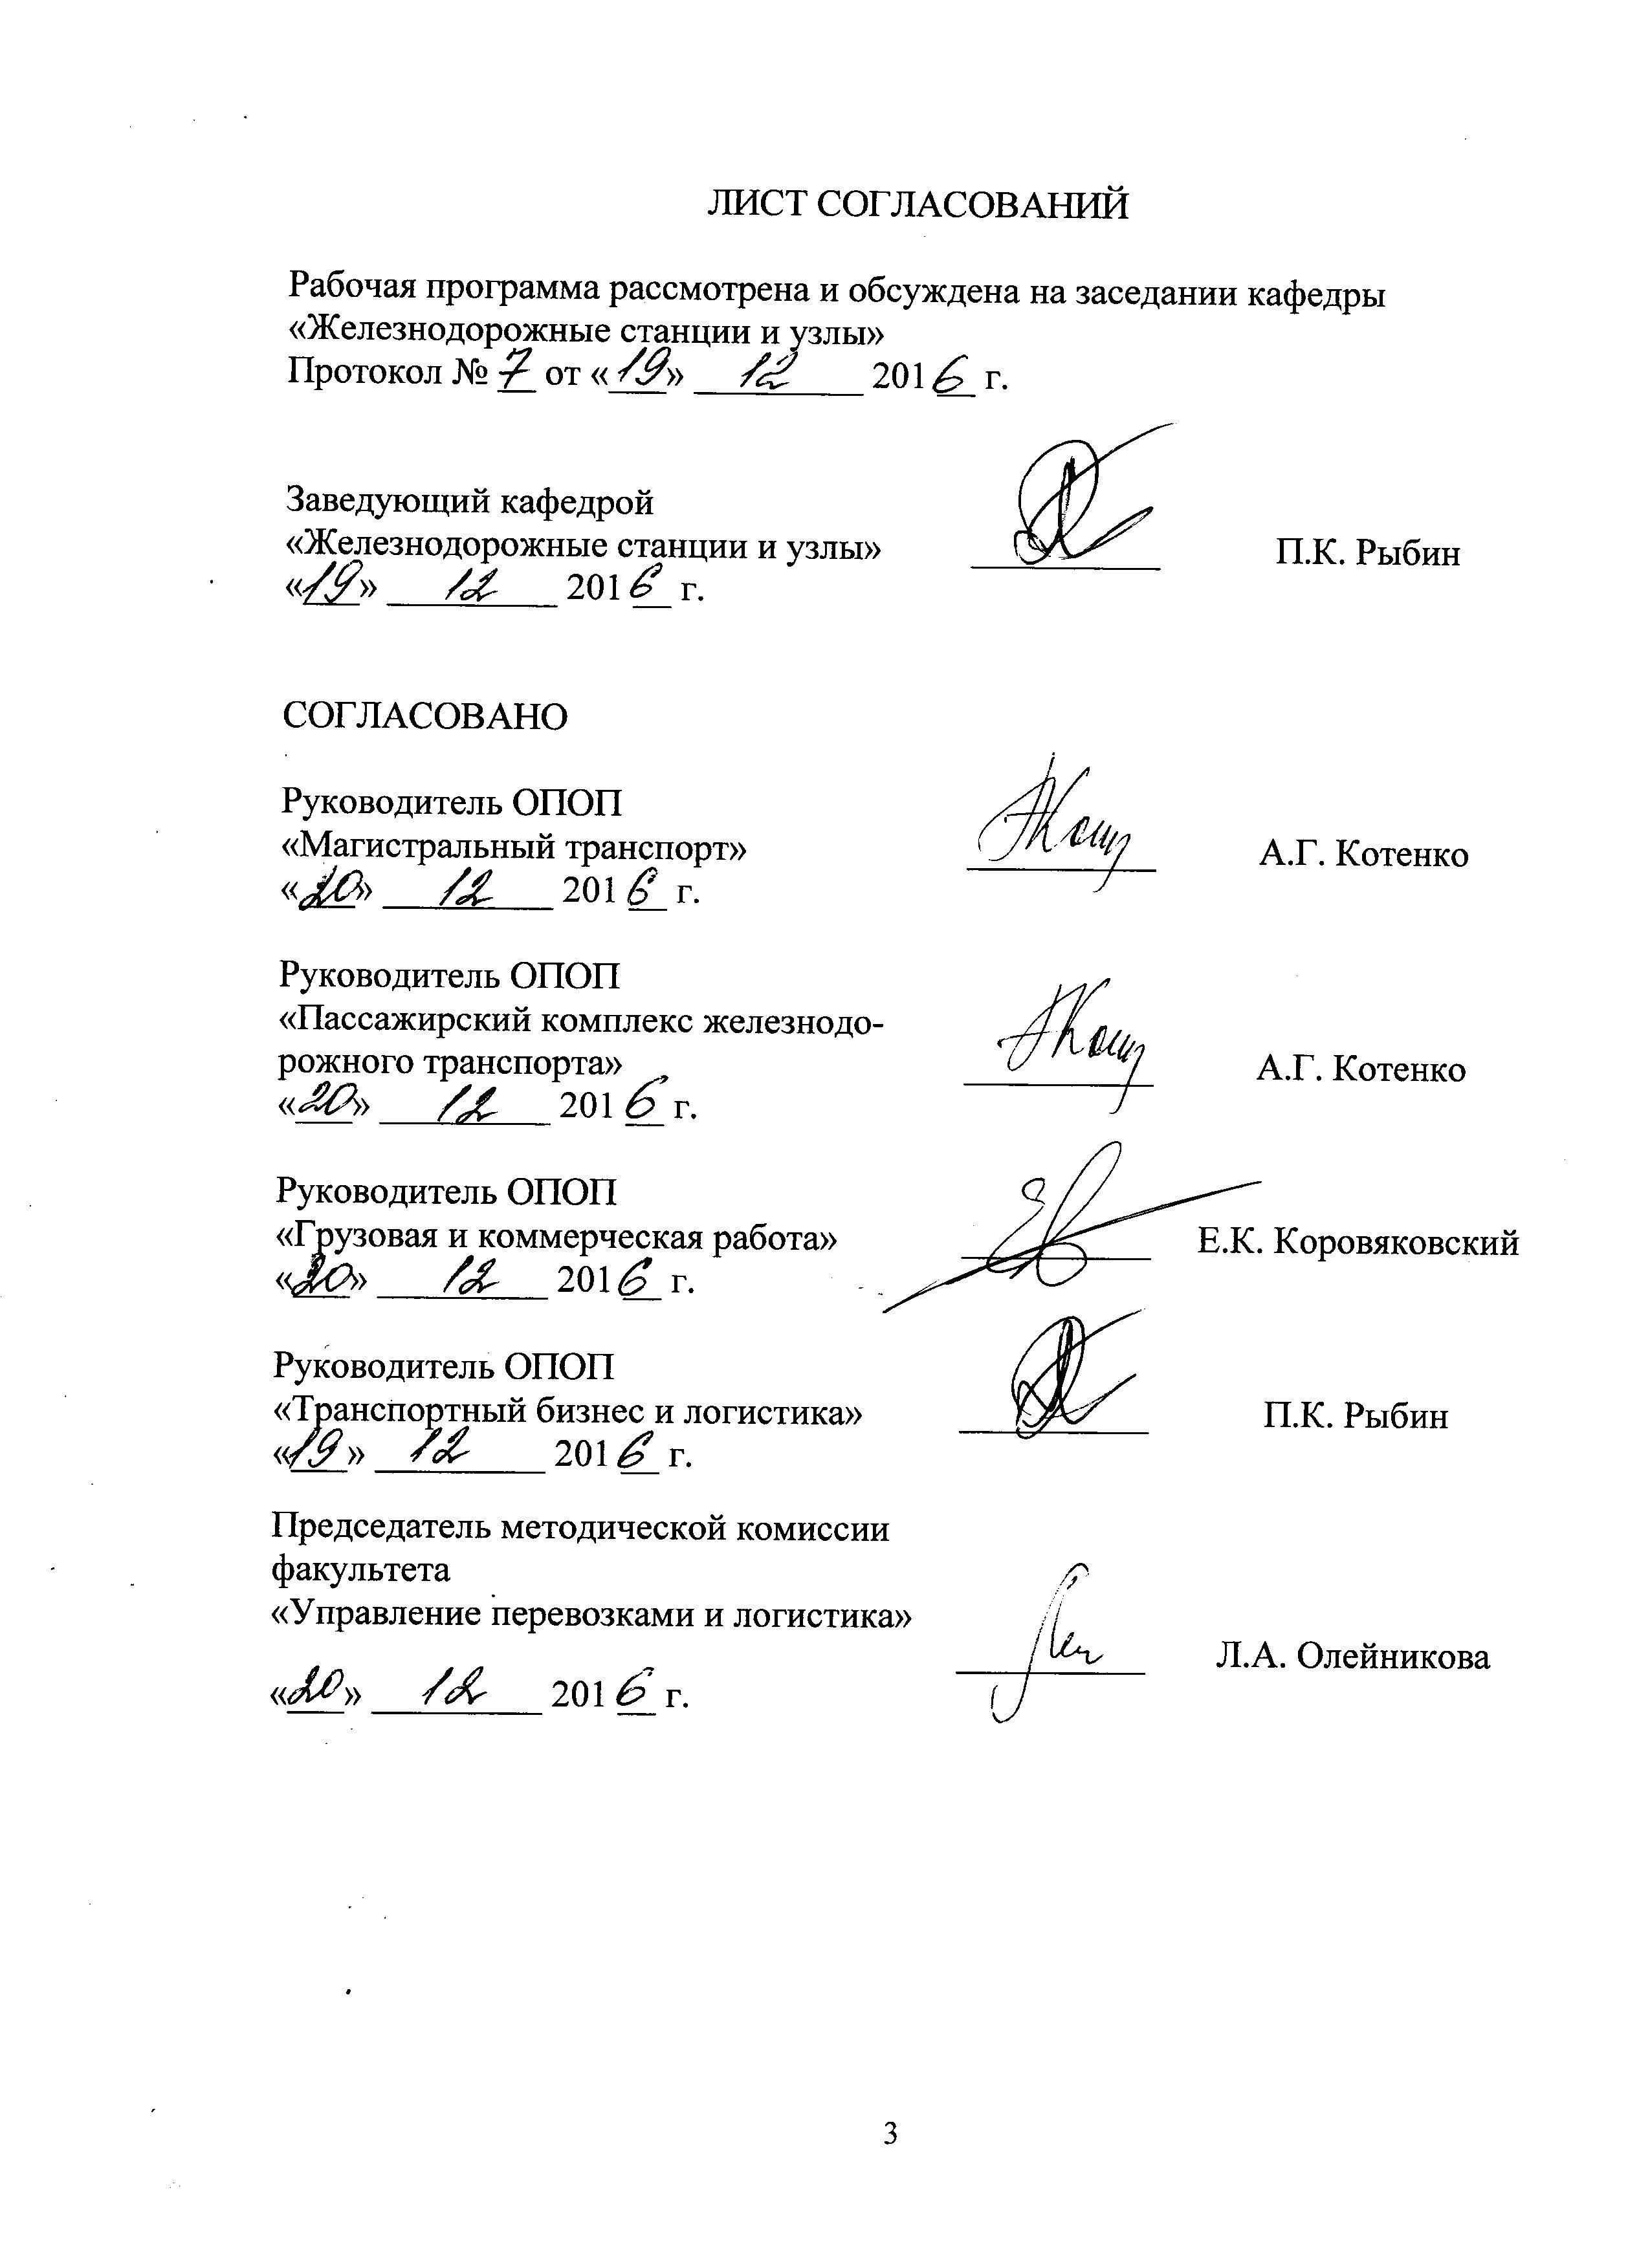 ЛИСТ СОГЛАСОВАНИЙ
Рабочая программа рассмотрена и обсуждена на заседании кафедры
«Железнодорожные станции и узлы»
Протокол № 7 от «19» 12 2016 г.
Заведующий кафедрой
«Железнодорожные станции и узлы» П.К. Рыбин
«19» 12 2016 г.
СОГЛАСОВАНО
Руководитель ОПОП
«Магистральный транспорт» А.Г. Котенко
«20» 12 2016 г.
Руководитель ОПОП
«Пассажирский комплекс железнодо-
рожного транспорта» А.Г. Котенко
«20» 12 2016 г.
Руководитель ОПОП
«Грузовая и коммерческая работа» Е.К. Коровяковский
«20» 12 2016 г.
Руководитель ОПОП
«Транспортный бизнес и логистика» П.К. Рыбин
«19» 12 2016 г.
Председатель методической комиссии
факультета
«Управление перевозками и логистика»
Л.А. Олейникова
«20» 12 2016 г.
3